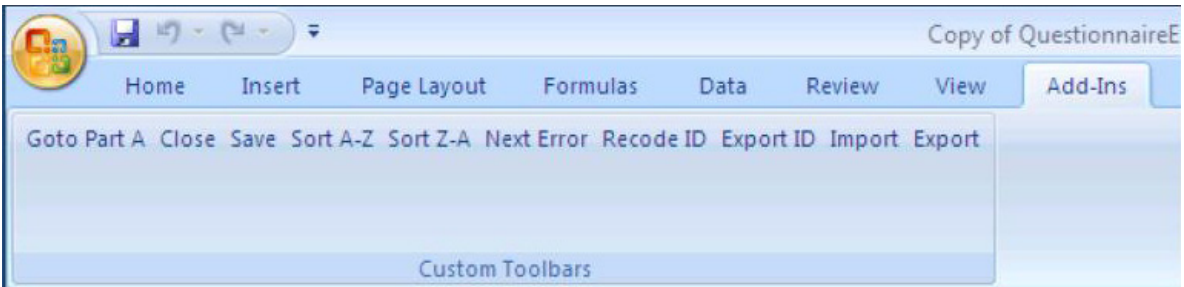 Copy of QuestionnaireE
Home Insert Page Layout Formulas Data Review View Add-Ins
Goto Part A Close Save Sort A-Z Sort Z-A Next Error Recode ID Export ID Import Export
Custom Toolbars